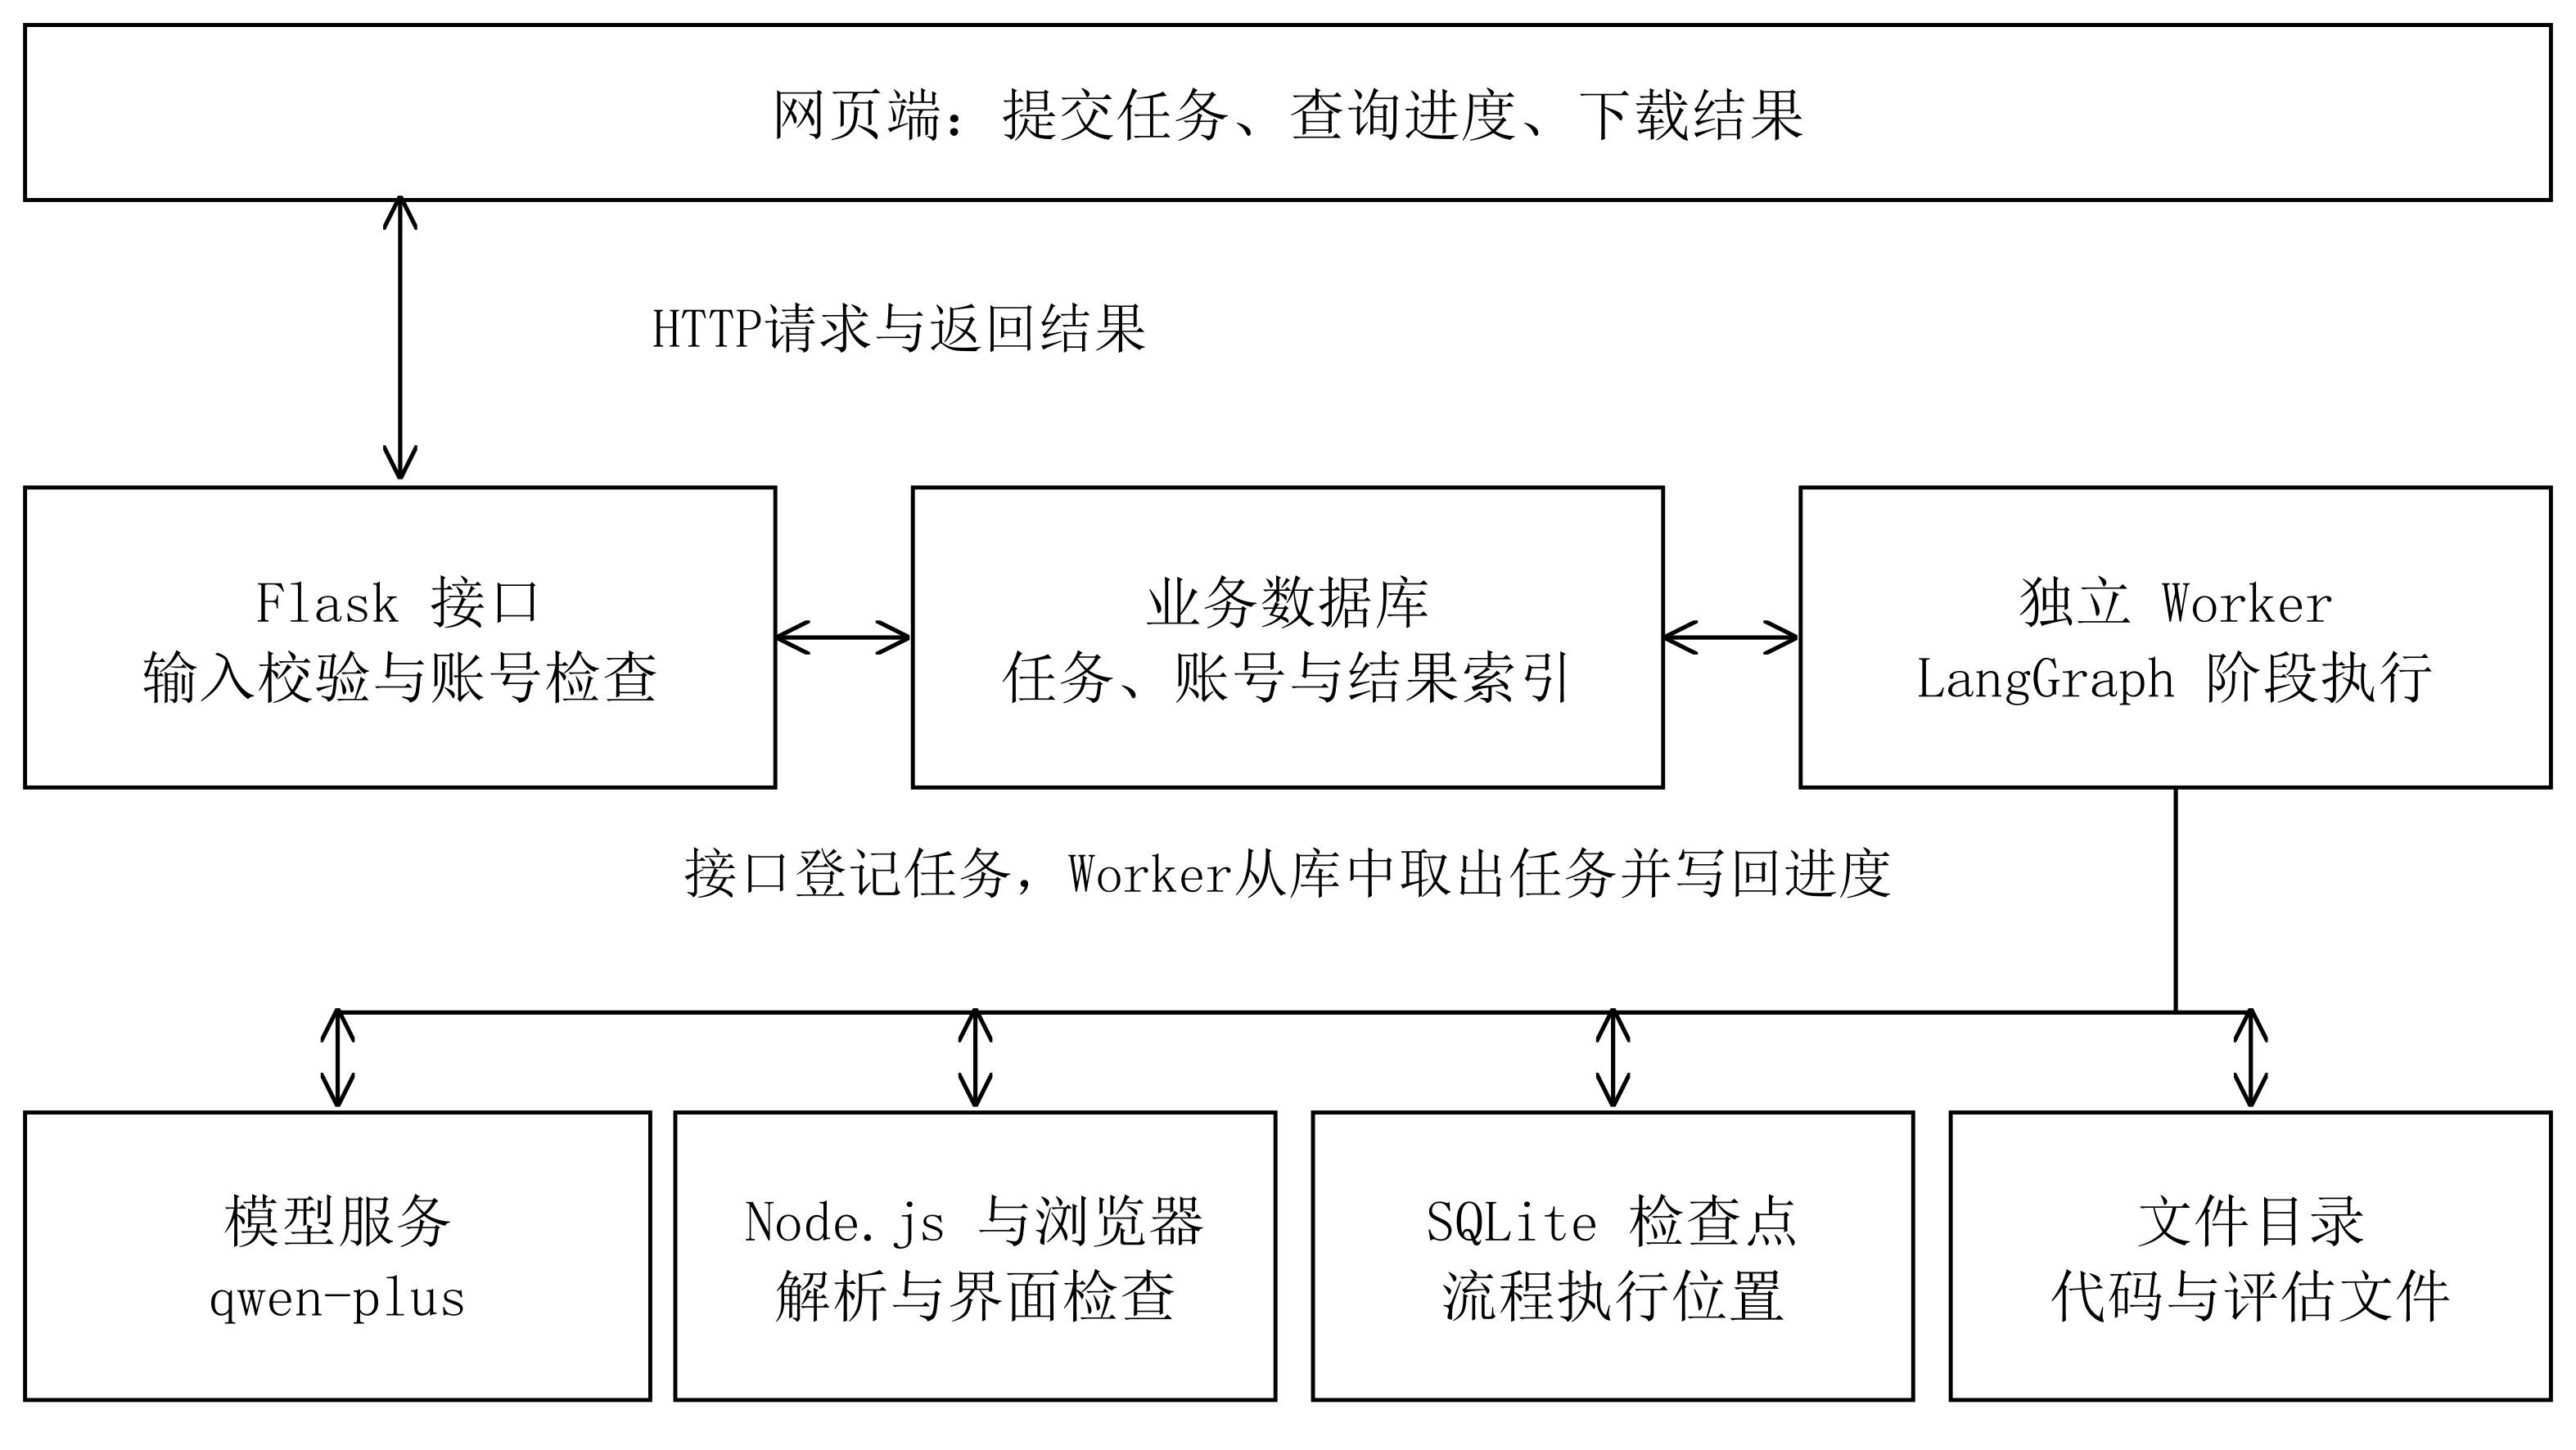 网页端：提交任务、查询进度、下载结果
HTTP请求与返回结果
Flask 接口
输入校验与账号检查
业务数据库
任务、账号与结果索引
独立 Worker
LangGraph 阶段执行
接口登记任务，Worker从库中取出任务并写回进度
模型服务
qwen-plus
Node.js 与浏览器
解析与界面检查
SQLite 检查点
流程执行位置
文件目录
代码与评估文件